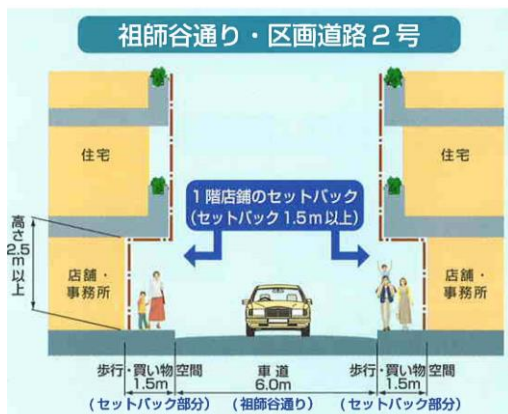 祖師谷通り・区画道路2号
住宅
住宅
1階店舗のセットバック
(セットバック1.5m以上)
高さ
2.5m以上
店舗・
事務所
店舗・
事務所
歩行・買い物空間
1.5m
(セットバック部分)
車道
6.0m
(祖師谷通り)
歩行・買い物空間
1.5m
(セットバック部分)